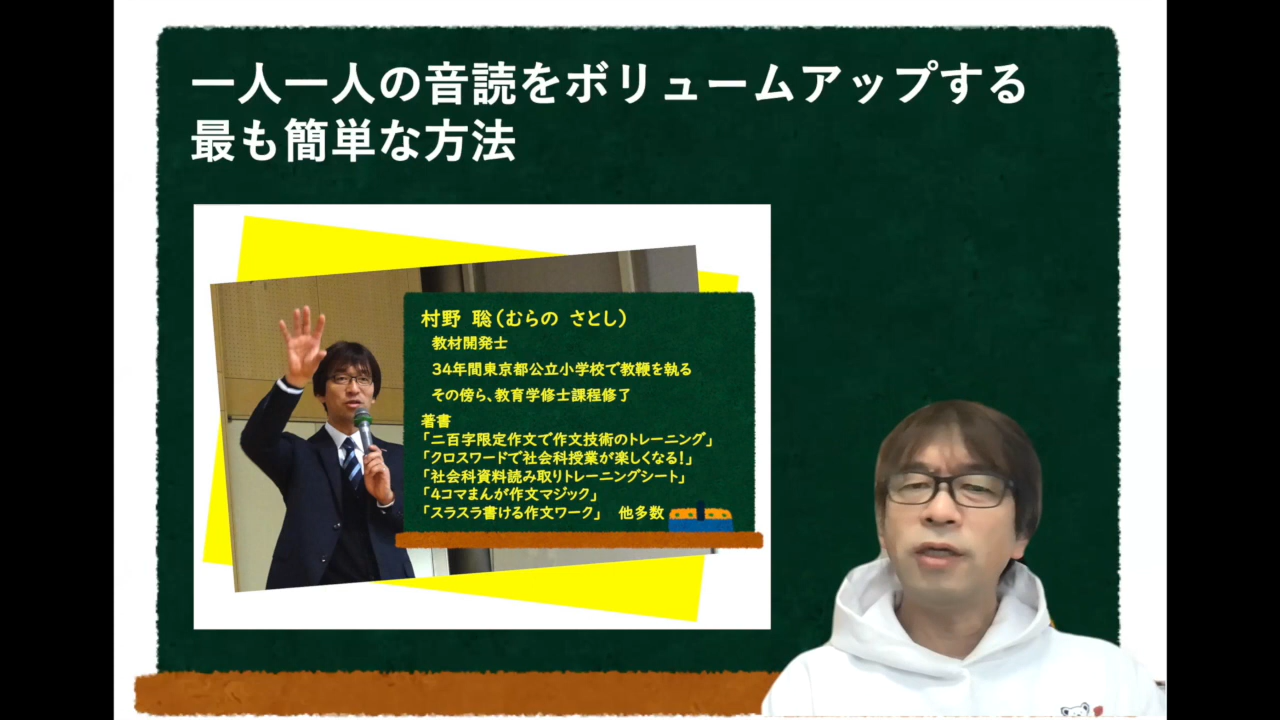 一人一人の音読をボリュームアップする
最も簡単な方法
村野 聡(むらの さとし)
教材開発士
34年間東京都公立小学校で教鞭を執る
その傍ら、教育学修士課程修了
著書
「二百字限定作文で作文技術のトレーニング」
「クロスワードで社会科授業が楽しくなる!」
「社会科資料読み取りトレーニングシート」
「4コマまんが作文マジック」
「スラスラ書ける作文ワーク」 他多数